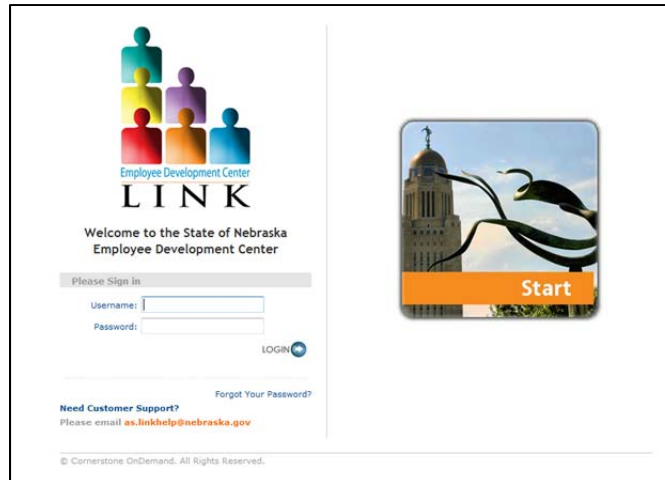 Employee Development Center
LINK
Welcome to the State of Nebraska
Employee Development Center
Please Sign in
Username:
Password:
LOGIN
Forgot Your Password?
Need Customer Support?
Please email as.linkhelp@nebraska.gov
© Cornerstone OnDemand. All Rights Reserved.
Start